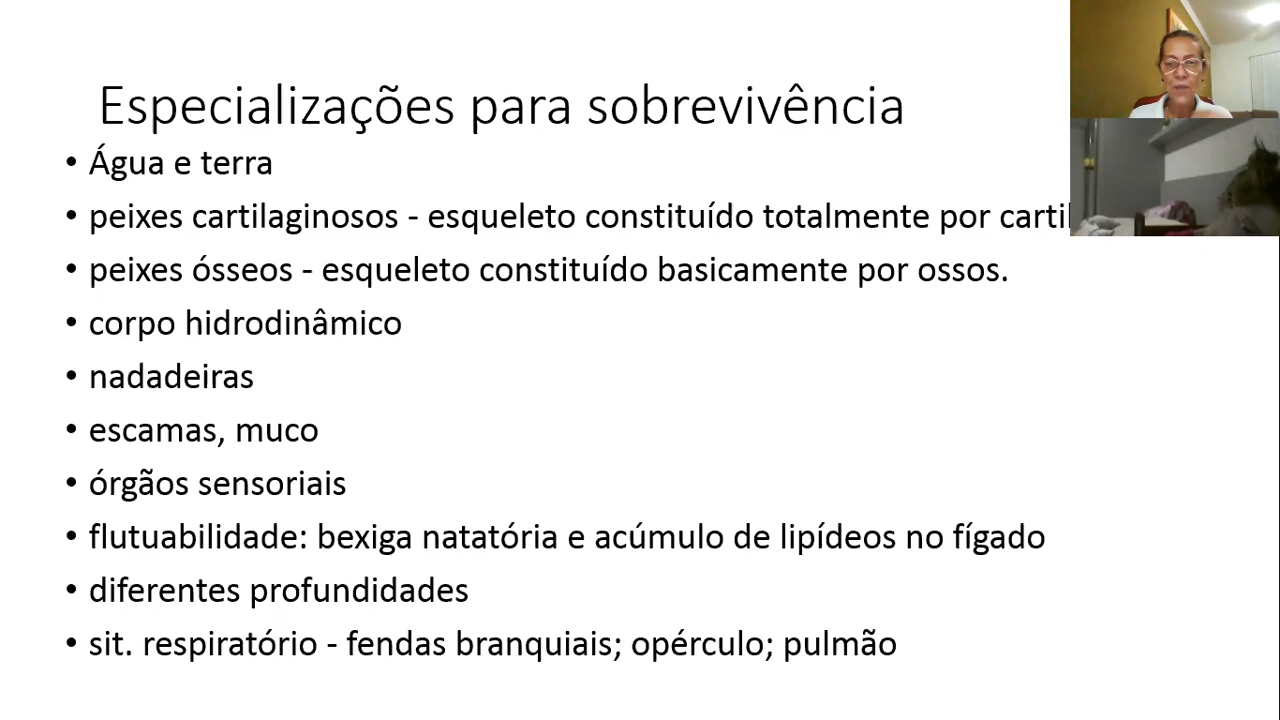 Especializações para sobrevivência
• Água e terra
• peixes cartilaginosos - esqueleto constituído totalmente por
• peixes ósseos - esqueleto constituído basicamente por ossos.
• corpo hidrodinâmico
• nadadeiras
• escamas, muco
• órgãos sensoriais
• flutuabilidade: bexiga natatória e acúmulo de lipídeos no fígado
• diferentes profundidades
• sit. respiratório - fendas branquiais; opérculo; pulmão